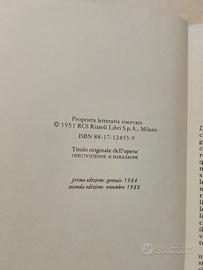 Proprietà letteraria riservata
© 1951 RCS Rizzoli Libri S.p.A., Milano
ISBN 88-17-12455-9
Titolo originale dell'opera:
ПРЕСТУПЛЕНИЕ И НАКАЗАНИЕ
prima edizione: gennaio 1984
seconda edizione: novembre 1988
subito